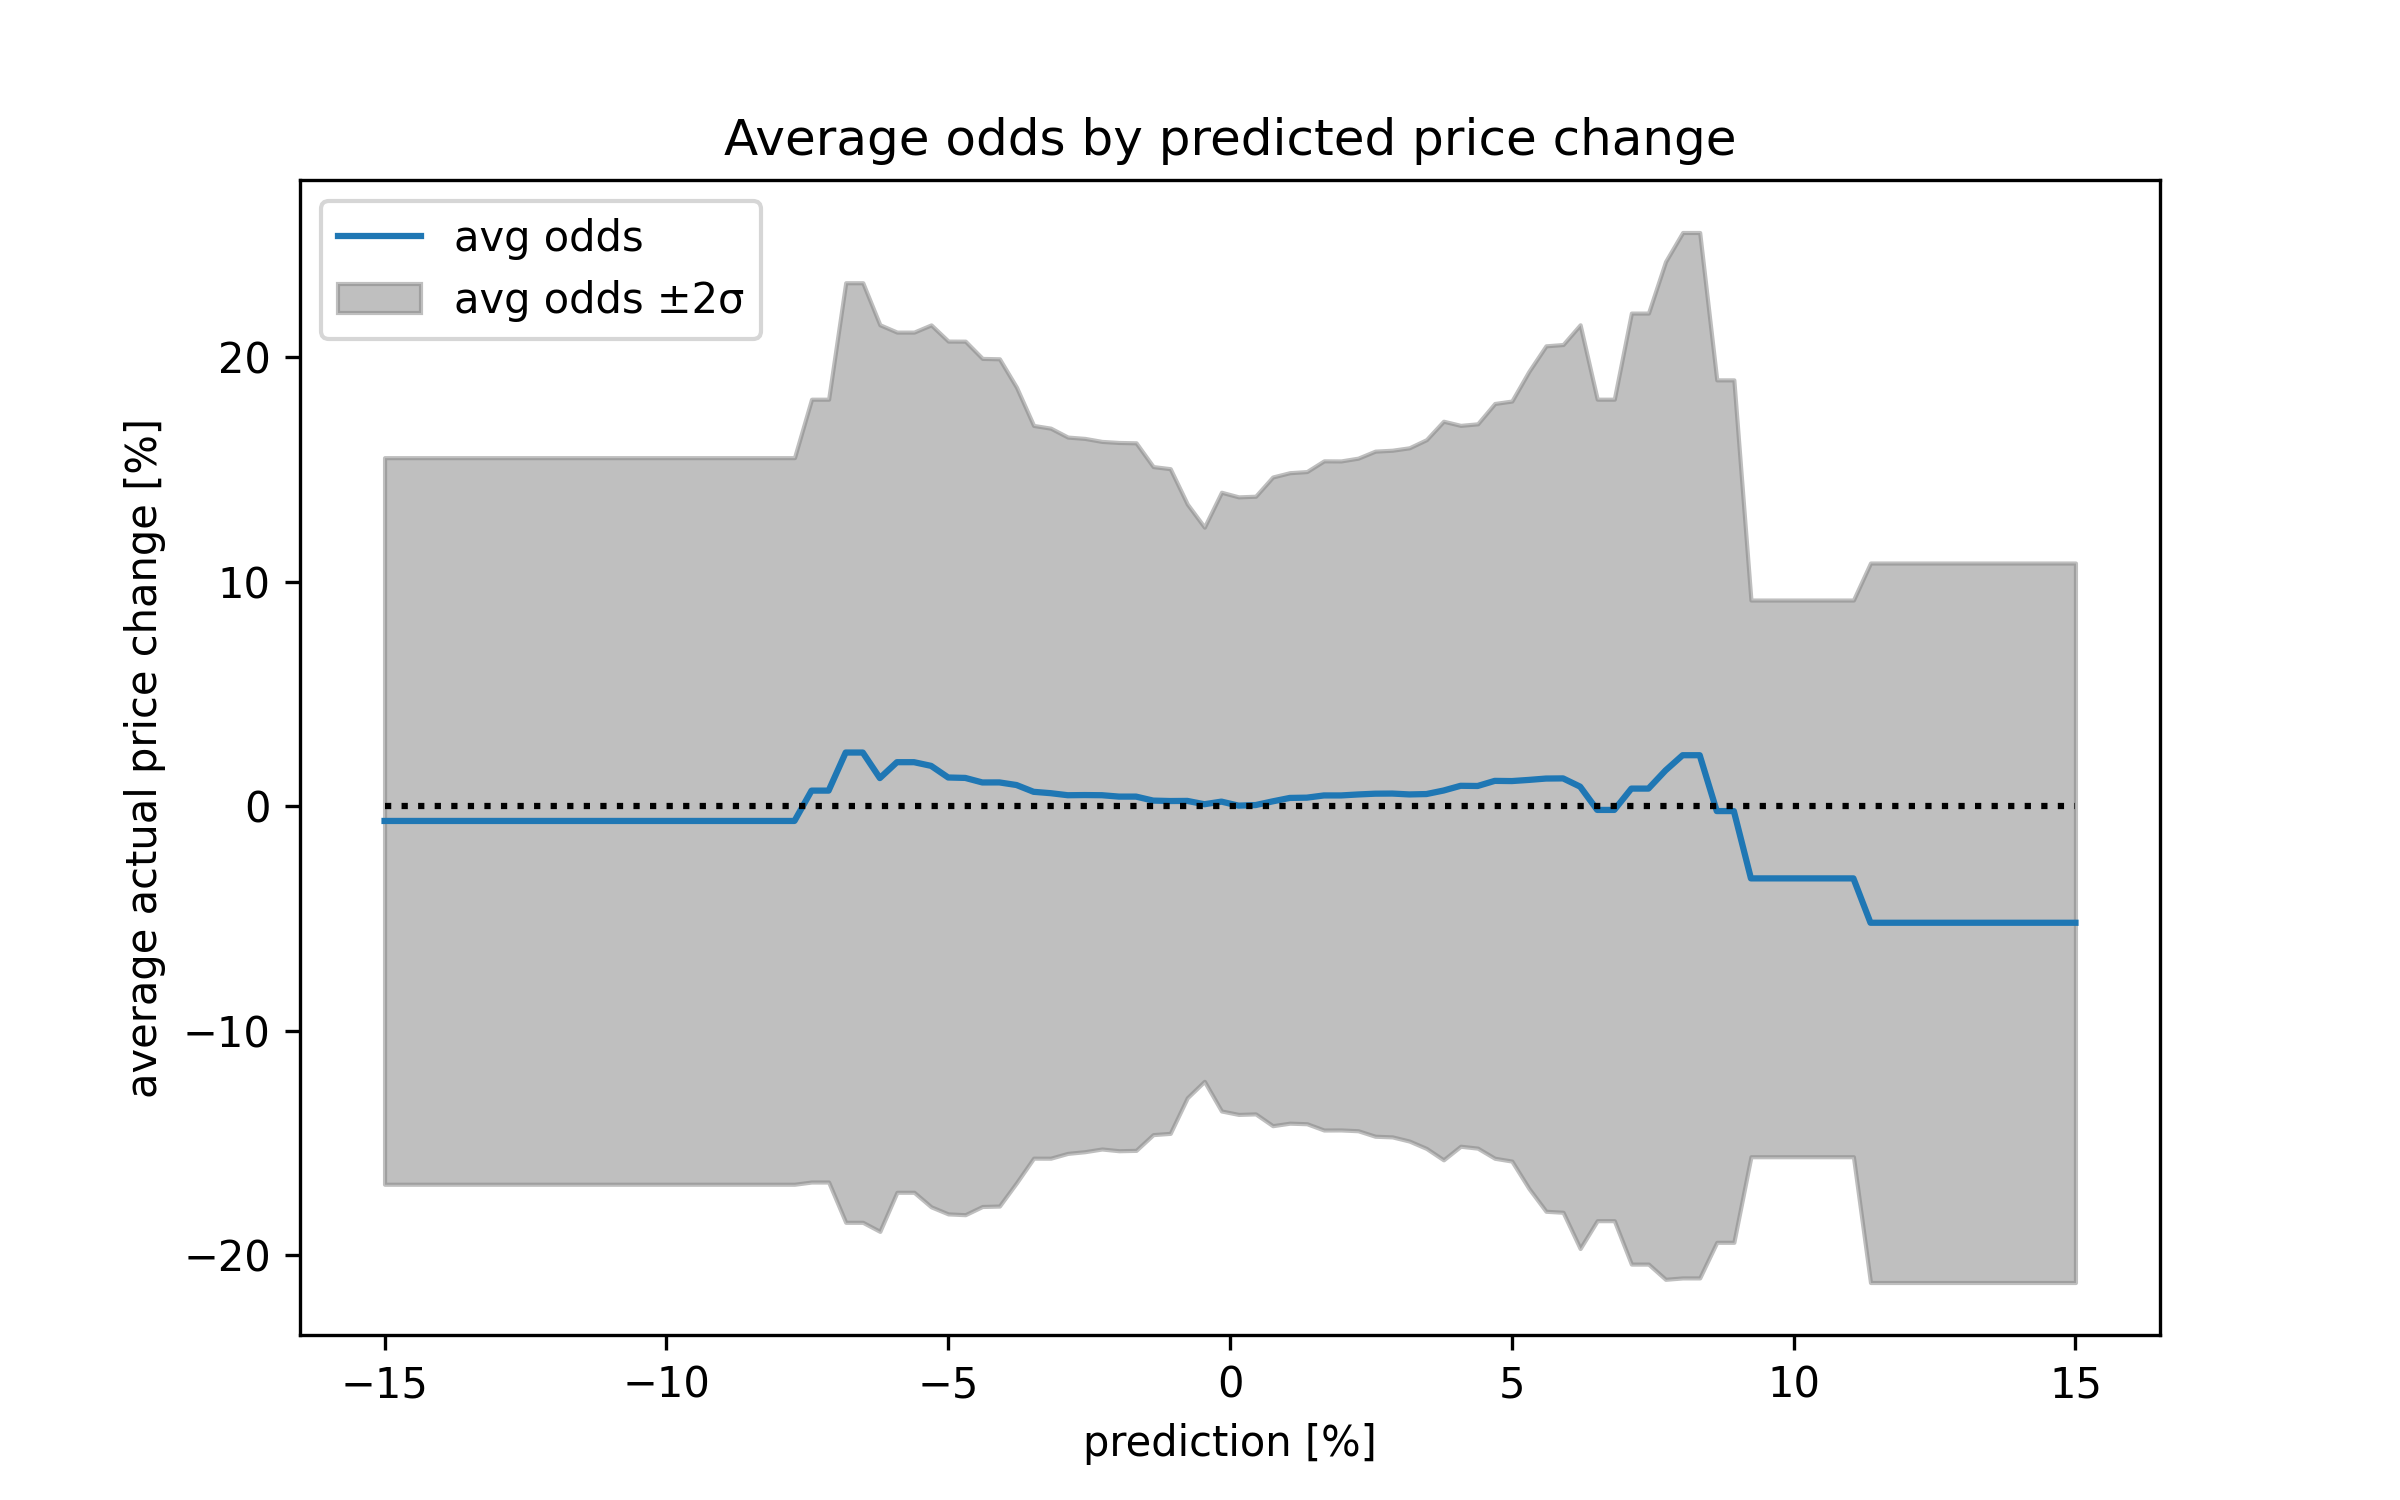 Average odds by predicted price change
avg odds
avg odds ±2σ
average actual price change [%]
20
10
0
−10
−20
−15
−10
−5
0
5
10
15
prediction [%]